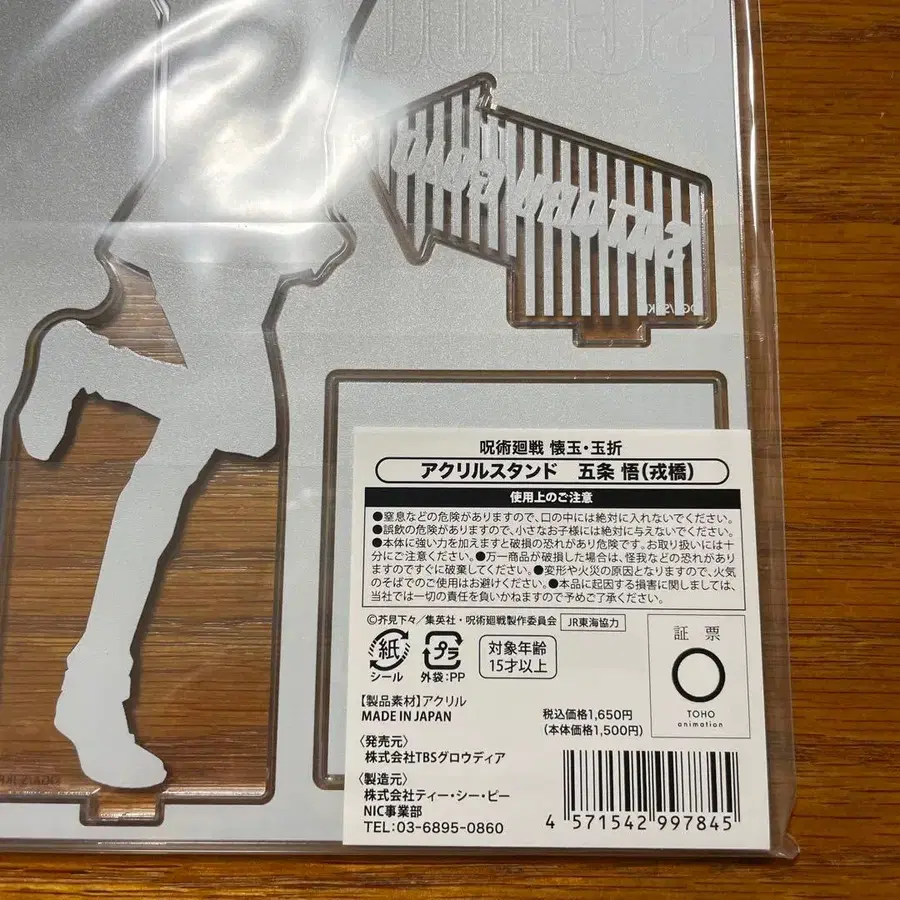 SCHOO
SATORU GOJO
呪術廻戦 懐玉・玉折
アクリルスタンド 五条 悟(戎橋)
使用上のご注意
●窒息などの危険がありますので、口の中には絶対に入れないでください。
●誤飲の危険がありますので、小さなお子様には絶対に与えないでください。
●本体に強い力を加えますと破損の恐れがあり危険です。お取り扱いには十
分にご注意ください。●万一商品が破損した場合は、怪我などの恐れがあり
ますのですぐに破棄してください。●変形や火災の原因となりますので、火気
のそばでのご使用はお避けください。●本品に起因する損害に関しましては、
当社では一切の責任を負いかねますので予めご了承ください。
©芥見下々/集英社・呪術廻戦製作委員会 JR東海協力
紙
シール
プラ
外袋:PP
対象年齢
15才以上
証票
TOHO
animation
【製品素材】アクリル
MADE IN JAPAN
税込価格1,650円
(本体価格1,500円)
〈発売元〉
株式会社TBSグロウディア
〈製造元〉
株式会社ティー・シー・ピー
NIC事業部
TEL:03-6895-0860
4 571542 997845